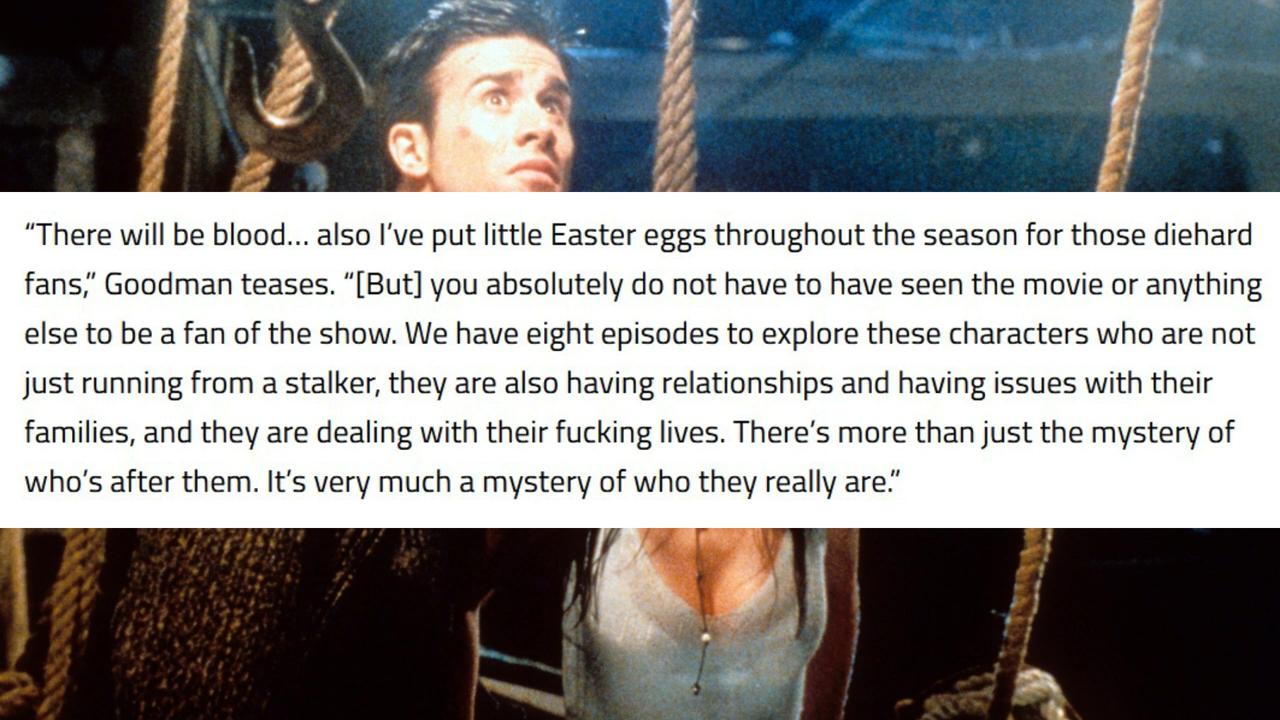 “There will be blood... also I’ve put little Easter eggs throughout the season for those diehard
fans,” Goodman teases. “[But] you absolutely do not have to have seen the movie or anything
else to be a fan of the show. We have eight episodes to explore these characters who are not
just running from a stalker, they are also having relationships and having issues with their
families, and they are dealing with their fucking lives. There’s more than just the mystery of
who’s after them. It’s very much a mystery of who they really are.”